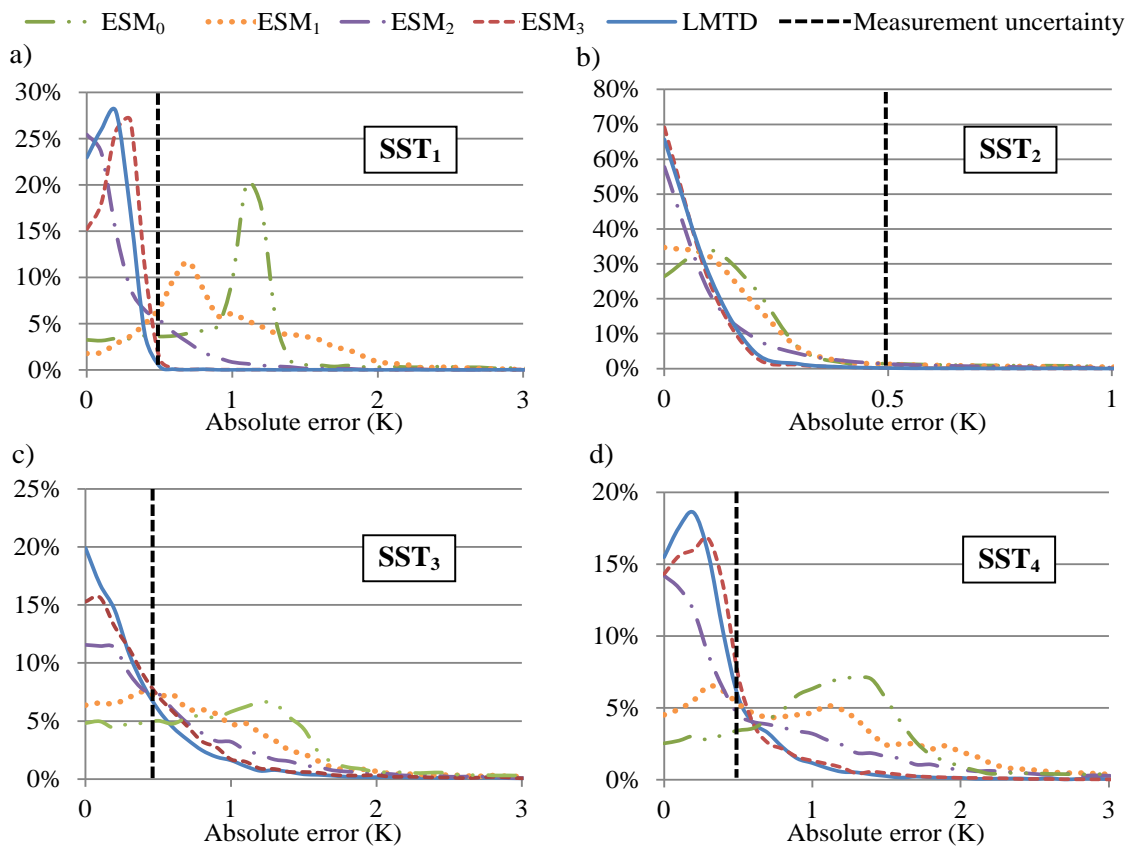 ESM₀ ESM₁ ESM₂ ESM₃ LMTD Measurement uncertainty
a)
30%
25%
20%
15%
10%
5%
0%
SST₁
0 1 2 3
Absolute error (K)
b)
80%
70%
60%
50%
40%
30%
20%
10%
0%
SST₂
0 0.5 1
Absolute error (K)
c)
25%
20%
15%
10%
5%
0%
SST₃
0 1 2 3
Absolute error (K)
d)
20%
15%
10%
5%
0%
SST₄
0 1 2 3
Absolute error (K)